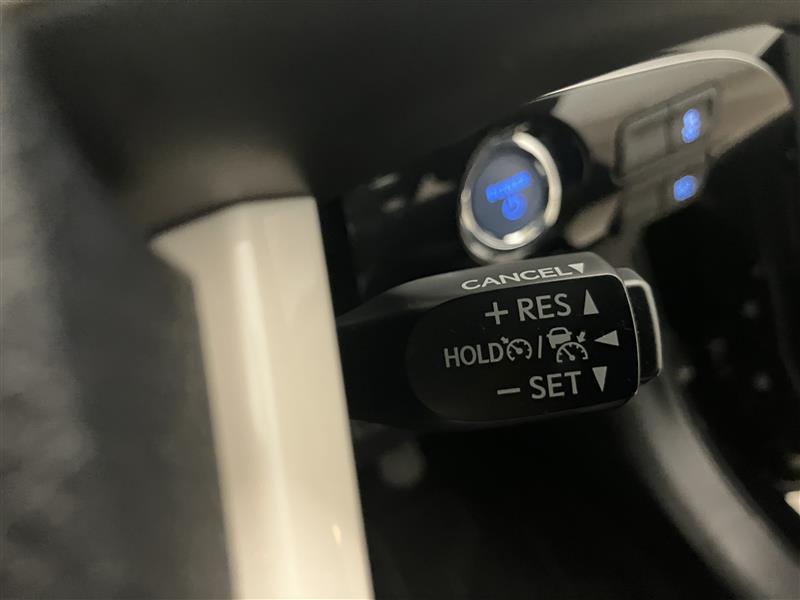 CANCEL▼
+ RES ▲
HOLD / ◀
− SET ▼